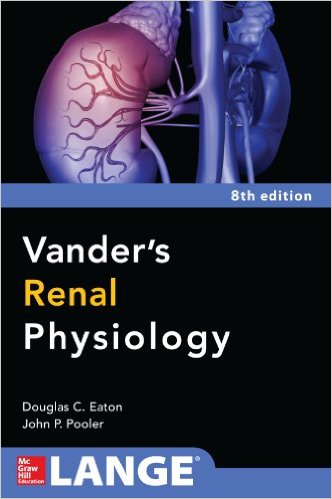 8th edition
Vander's
Renal
Physiology
Douglas C. Eaton
John P. Pooler
Mc
Graw
Hill
Education
LANGE®